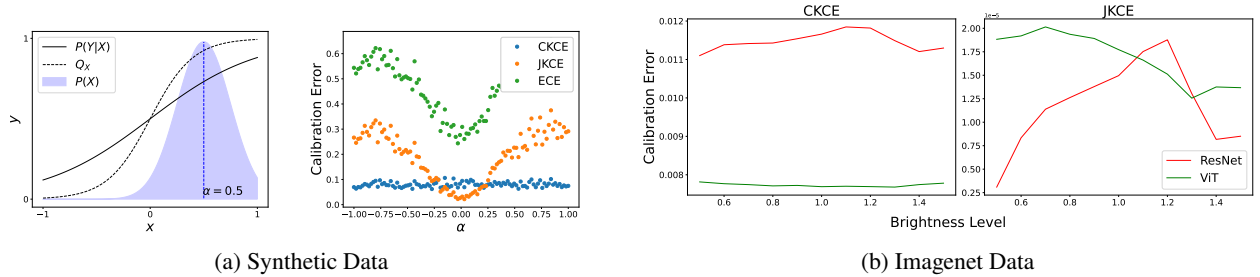 P(Y|X)
Q_X
P(X)
1
0
y
α = 0.5
−1
0
1
x
CKCE
JKCE
ECE
0.6
0.5
0.4
0.3
0.2
0.1
0.0
Calibration Error
−1.00 −0.75 −0.50 −0.25 0.00 0.25 0.50 0.75 1.00
α
(a) Synthetic Data
CKCE
0.012
0.011
0.010
0.009
0.008
Calibration Error
0.6 0.8 1.0 1.2 1.4
JKCE
1e−5
2.00
1.75
1.50
1.25
1.00
0.75
0.50
0.25
ResNet
ViT
0.6 0.8 1.0 1.2 1.4
Brightness Level
(b) Imagenet Data